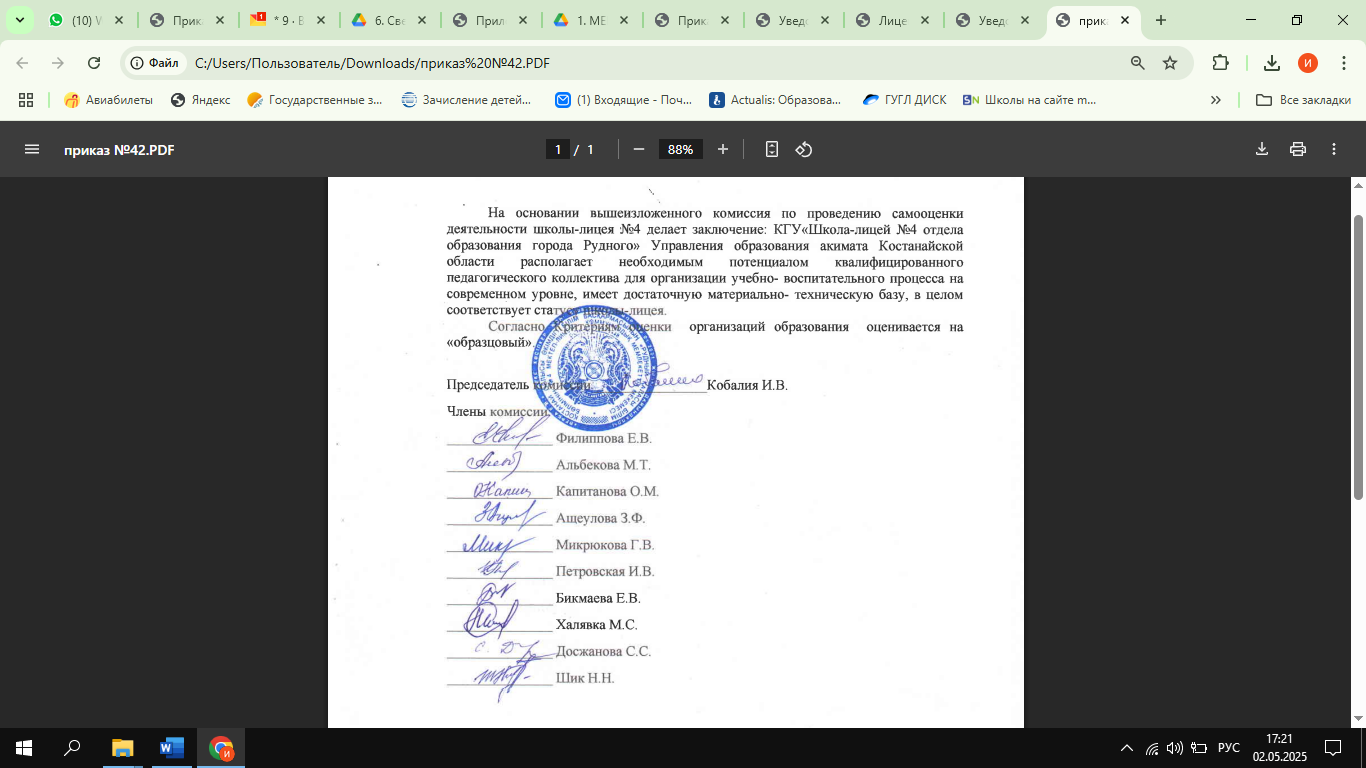 (10) W
Прик
* 9 · В
6. Све
Прил
1. МЕ
Прик
Увед
Лице
Увед
прик
Файл
C:/Users/Пользователь/Downloads/приказ%20№42.PDF
И
Авиабилеты
Яндекс
Государственные з...
Зачисление детей...
(1) Входящие - Поч...
Actualis: Образова...
ГУГЛ ДИСК
Школы на сайте m...
Все закладки
приказ №42.PDF
1 / 1
88%
На основании вышеизложенного комиссия по проведению самооценки
деятельности школы-лицея №4 делает заключение: КГУ«Школа-лицей №4 отдела
образования города Рудного» Управления образования акимата Костанайской
области располагает необходимым потенциалом квалифицированного
педагогического коллектива для организации учебно- воспитательного процесса на
современном уровне, имеет достаточную материально- техническую базу, в целом
соответствует статусу школы-лицея.
Согласно Критериям оценки организаций образования оценивается на
«образцовый».
Председатель комиссии Кобалия И.В.
Члены комиссии:
Филиппова Е.В.
Альбекова М.Т.
Капитанова О.М.
Ащеулова З.Ф.
Микрюкова Г.В.
Петровская И.В.
Бикмаева Е.В.
Халявка М.С.
Досжанова С.С.
Шик Н.Н.
РУС
17:21
02.05.2025